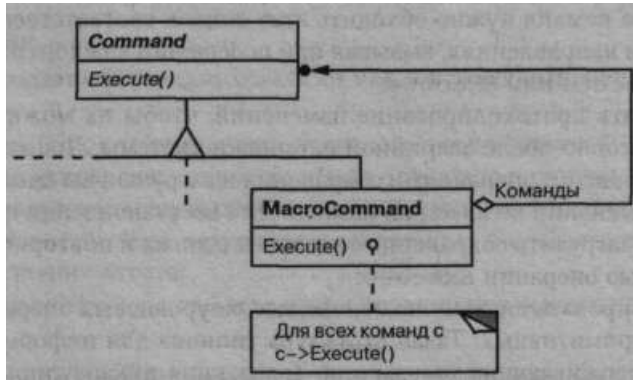 Command
Execute()
Команды
MacroCommand
Execute()
Для всех команд с
c->Execute()